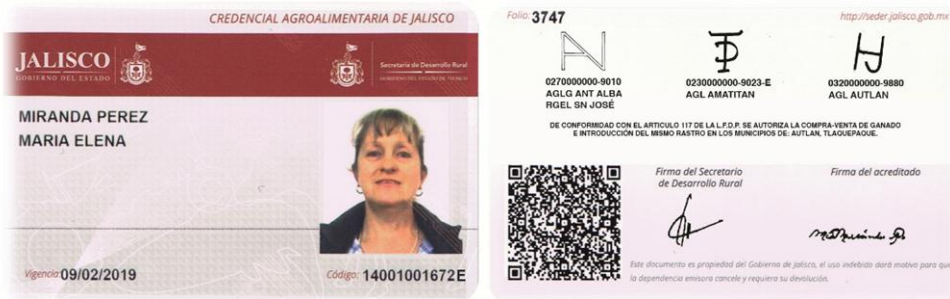 CREDENCIAL AGROALIMENTARIA DE JALISCO
JALISCO
GOBIERNO DEL ESTADO
Secretaría de Desarrollo Rural
MIRANDA PEREZ
MARIA ELENA
Vigencia: 09/02/2019
Código: 14001001672E
Folio: 3747
http://seder.jalisco.gob.mx
0270000000-9010
AGLG ANT ALBA
RGEL SN JOSÉ
0230000000-9023-E
AGL AMATITAN
0320000000-9880
AGL AUTLAN
DE CONFORMIDAD CON EL ARTICULO 117 DE LA L.F.D.P. SE AUTORIZA LA COMPRA-VENTA DE GANADO
E INTRODUCCIÓN DEL MISMO RASTRO EN LOS MUNICIPIOS DE: AUTLAN, TLAQUEPAQUE.
Firma del Secretario
de Desarrollo Rural
Firma del acreditado
Este documento es propiedad del Gobierno de Jalisco, el uso indebido dará motivo para que
la dependencia emisora cancele y requiera su devolución.